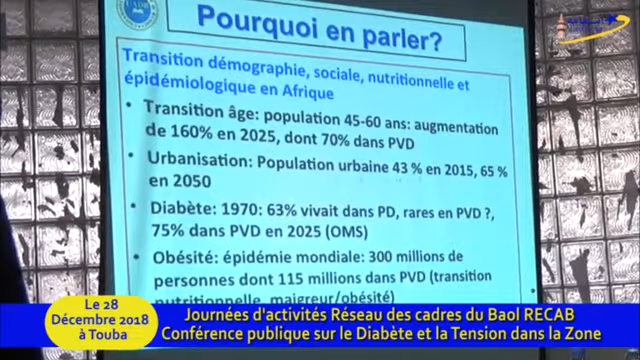 Pourquoi en parler?
Transition démographie, sociale, nutritionnelle et
épidémiologique en Afrique
• Transition âge: population 45-60 ans: augmentation
de 160% en 2025, dont 70% dans PVD
• Urbanisation: Population urbaine 43 % en 2015, 65 %
en 2050
• Diabète: 1970: 63% vivait dans PD, rares en PVD ?,
75% dans PVD en 2025 (OMS)
• Obésité: épidémie mondiale: 300 millions de
personnes dont 115 millions dans PVD (transition
nutritionnelle, maigreur/obésité)
Le 28
Décembre 2018
à Touba
Journées d'activités Réseau des cadres du Baol RECAB
Conférence publique sur le Diabète et la Tension dans la Zone